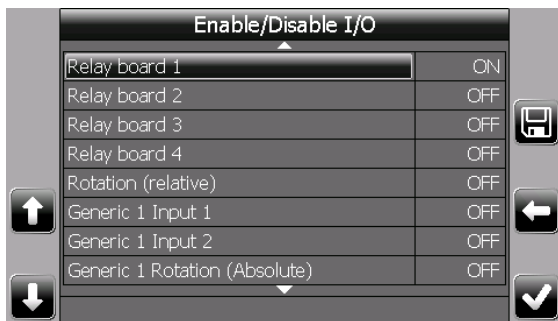 Enable/Disable I/O
Relay board 1 ON
Relay board 2 OFF
Relay board 3 OFF
Relay board 4 OFF
Rotation (relative) OFF
Generic 1 Input 1 OFF
Generic 1 Input 2 OFF
Generic 1 Rotation (Absolute) OFF